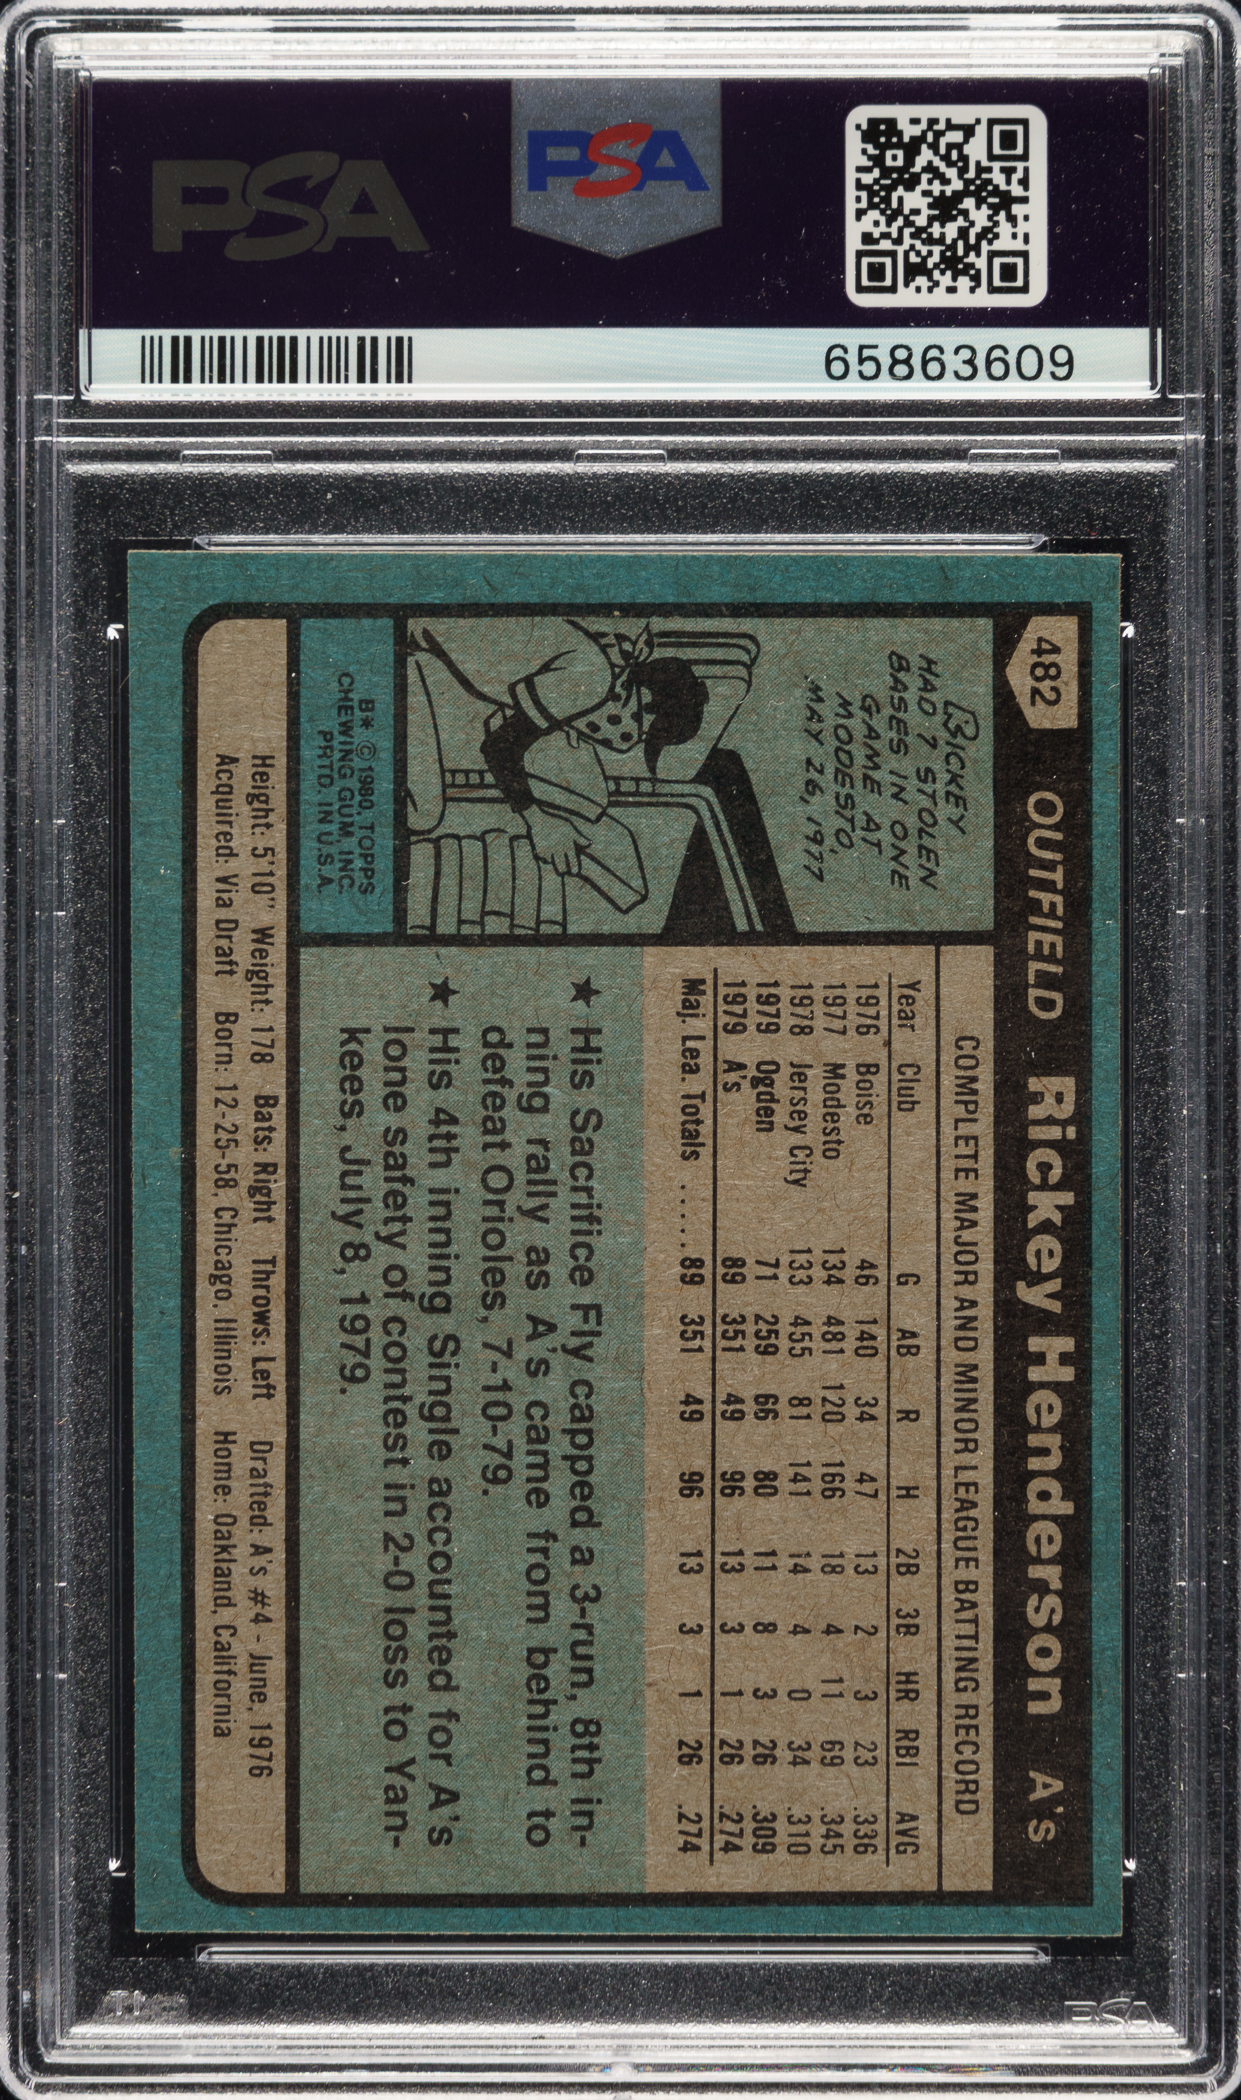 PSA
PSA
65863609
482 OUTFIELD Rickey Henderson A's
RICKEY
HAD 7 STOLEN
BASES IN ONE
GAME AT
MODESTO,
MAY 26, 1977
B* © 1980, TOPPS
CHEWING GUM, INC.
PRTD. IN U.S.A.
COMPLETE MAJOR AND MINOR LEAGUE BATTING RECORD
Year Club G AB R H 2B 3B HR RBI AVG
1976 Boise 46 140 34 47 13 2 3 23 .336
1977 Modesto 134 481 120 166 18 4 11 69 .345
1978 Jersey City 133 455 81 141 14 4 0 34 .310
1979 Ogden 71 259 66 80 11 8 3 26 .309
1979 A's 89 351 49 96 13 3 1 26 .274
Maj. Lea. Totals ..... 89 351 49 96 13 3 1 26 .274
★ His Sacrifice Fly capped a 3-run, 8th in-
ning rally as A's came from behind to
defeat Orioles, 7-10-79.
★ His 4th inning Single accounted for A's
lone safety of contest in 2-0 loss to Yan-
kees, July 8, 1979.
Height: 5'10" Weight: 178 Bats: Right Throws: Left Drafted: A's #4 - June, 1976
Acquired: Via Draft Born: 12-25-58, Chicago, Illinois Home: Oakland, California
PSA